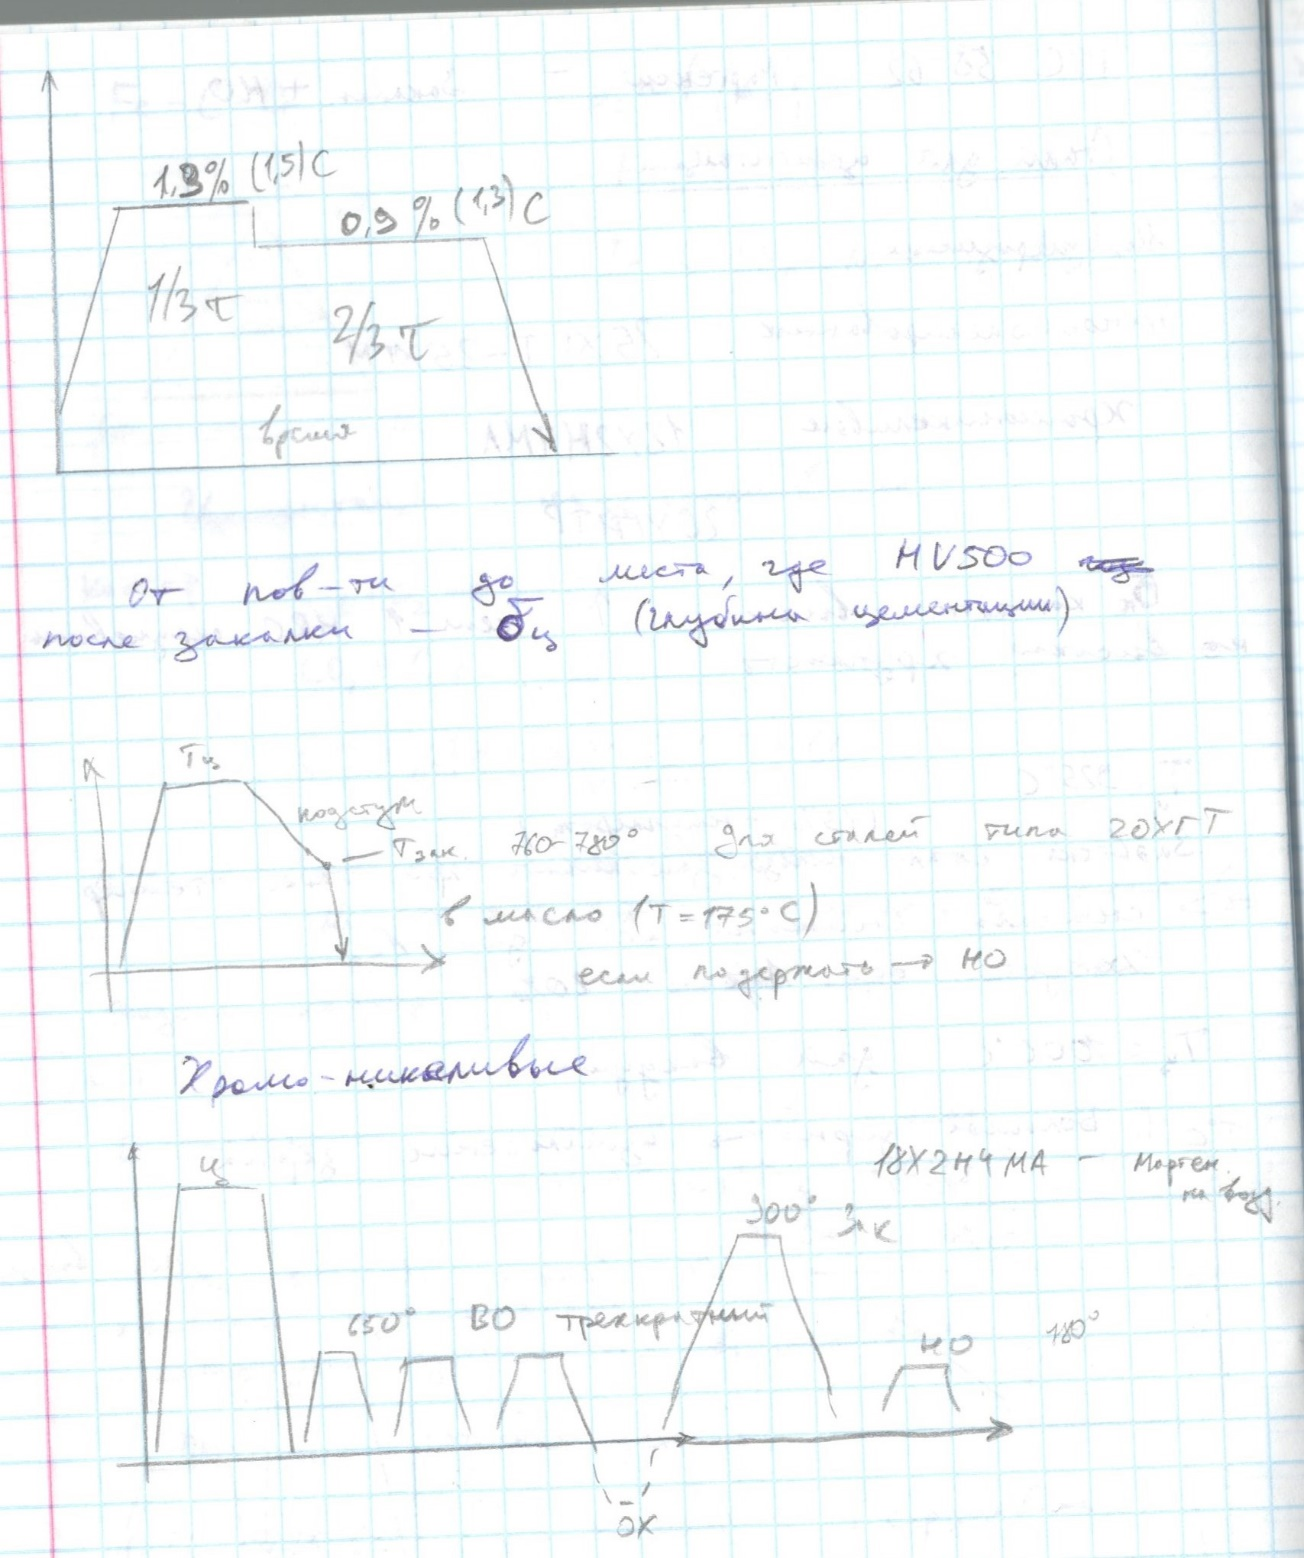 1,3% (1,5) C
0,9% (1,3) C
1/3 τ
2/3 τ
время
От пов-ти до места, где HV500
после закалки — δц (глубина цементации)
Тц
подстуж
Тзак. 760-780° для сталей типа 20ХГТ
в масло (Т=175°С)
если подержать → НО
Хромо-никеливые
18Х2Н4МА — Мартен.
на возд.
Ц
900° Зак
650° ВО трехкратный
НО 180°
ОХ